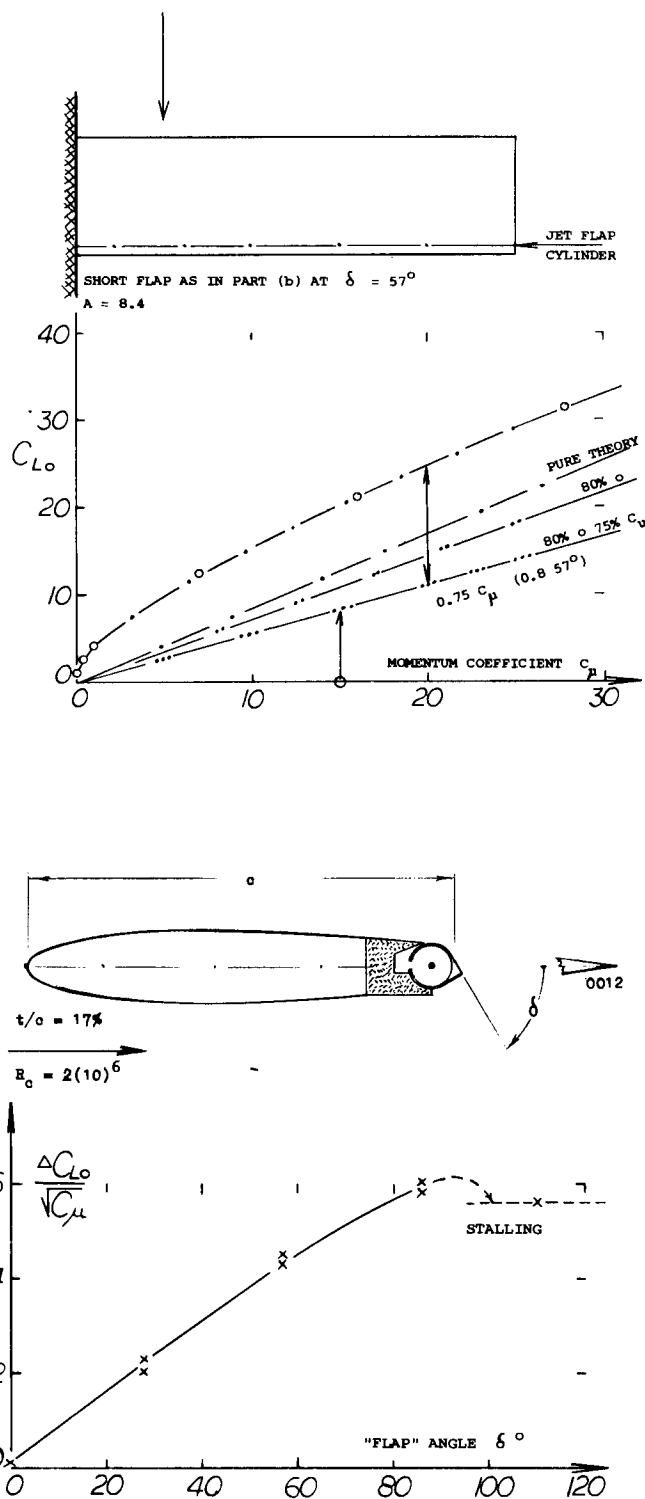 JET FLAP
CYLINDER
SHORT FLAP AS IN PART (b) AT δ = 57°
A = 8.4
40
30
C_Lo
20
10
0
PURE THEORY
80% o
80% o 75% C_μ
0.75 C_μ (0.8 57°)
MOMENTUM COEFFICIENT C_μ
10
20
30
c
0012
δ
t/c = 17%
R_c = 2(10)^6
ΔC_Lo
√C_μ
STALLING
"FLAP" ANGLE δ°
0
20
40
60
80
100
120